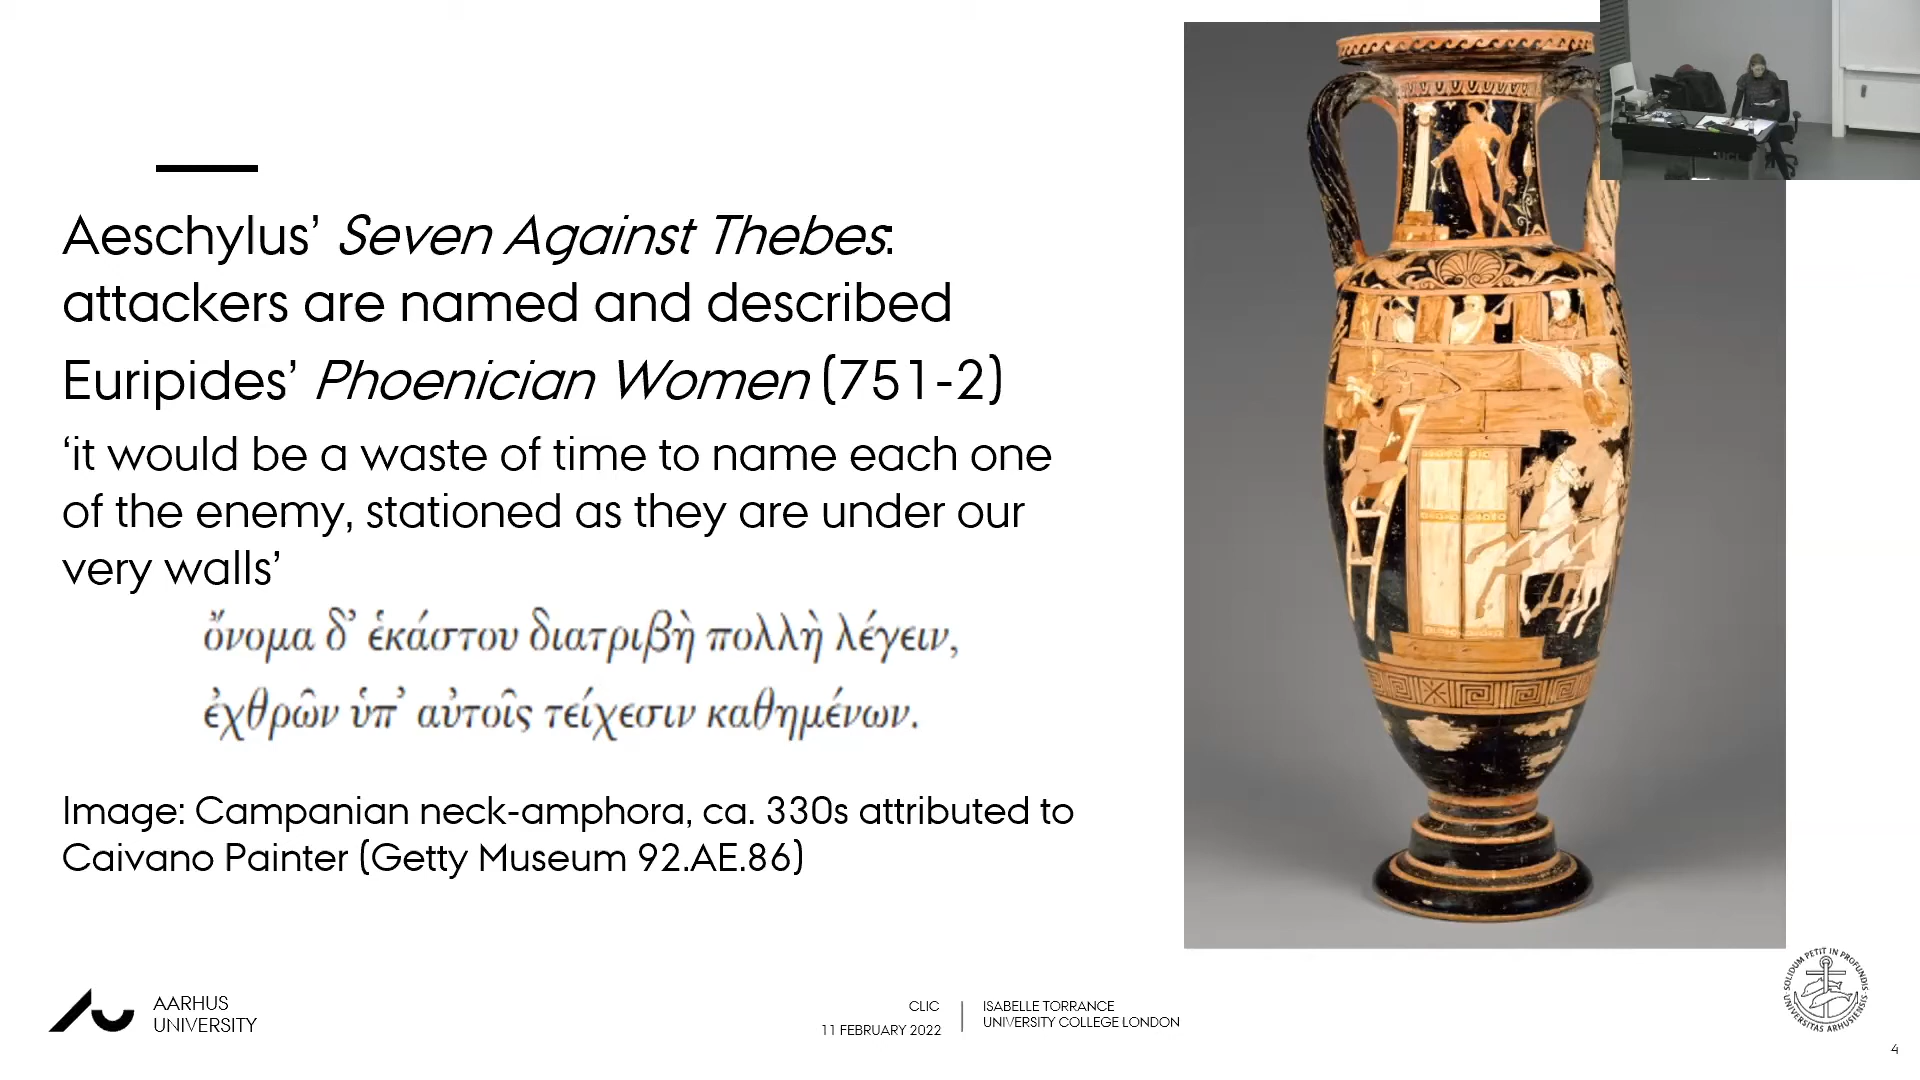 Aeschylus’ Seven Against Thebes:
attackers are named and described
Euripides’ Phoenician Women (751-2)
‘it would be a waste of time to name each one
of the enemy, stationed as they are under our
very walls’
ὄνομα δ’ ἑκάστου διατριβὴ πολλὴ λέγειν,
ἐχθρῶν ὑπ’ αὐτοῖς τείχεσιν καθημένων.
Image: Campanian neck-amphora, ca. 330s attributed to
Caivano Painter (Getty Museum 92.AE.86)
AARHUS
UNIVERSITY
CLIC
11 FEBRUARY 2022
ISABELLE TORRANCE
UNIVERSITY COLLEGE LONDON
SOLIDUM PETIT IN PROFUNDIS
UNIVERSITAS ARHUSIENSIS
4
UCL